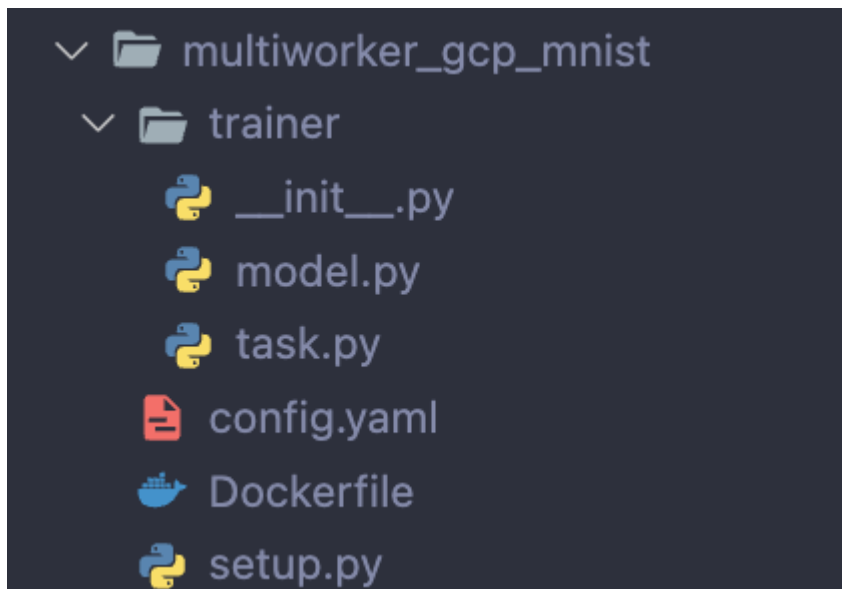 multiworker_gcp_mnist
trainer
__init__.py
model.py
task.py
config.yaml
Dockerfile
setup.py